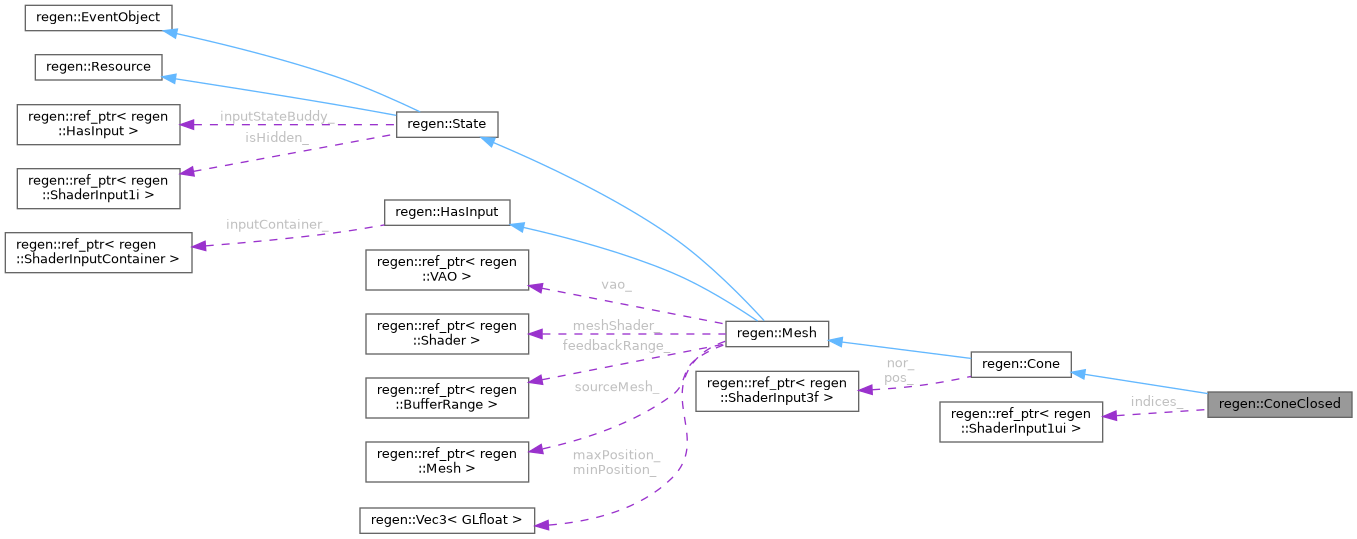 regen::EventObject
regen::Resource
regen::ref_ptr< regen
::HasInput >
inputStateBuddy_
regen::State
isHidden_
regen::ref_ptr< regen
::ShaderInput1i >
regen::HasInput
inputContainer_
regen::ref_ptr< regen
::ShaderInputContainer >
regen::ref_ptr< regen
::VAO >
vao_
regen::ref_ptr< regen
::Shader >
meshShader_
feedbackRange_
regen::Mesh
regen::ref_ptr< regen
::BufferRange >
sourceMesh_
nor_
pos_
regen::Cone
regen::ref_ptr< regen
::ShaderInput3f >
indices_
regen::ConeClosed
regen::ref_ptr< regen
::ShaderInput1ui >
regen::ref_ptr< regen
::Mesh >
maxPosition_
minPosition_
regen::Vec3< GLfloat >